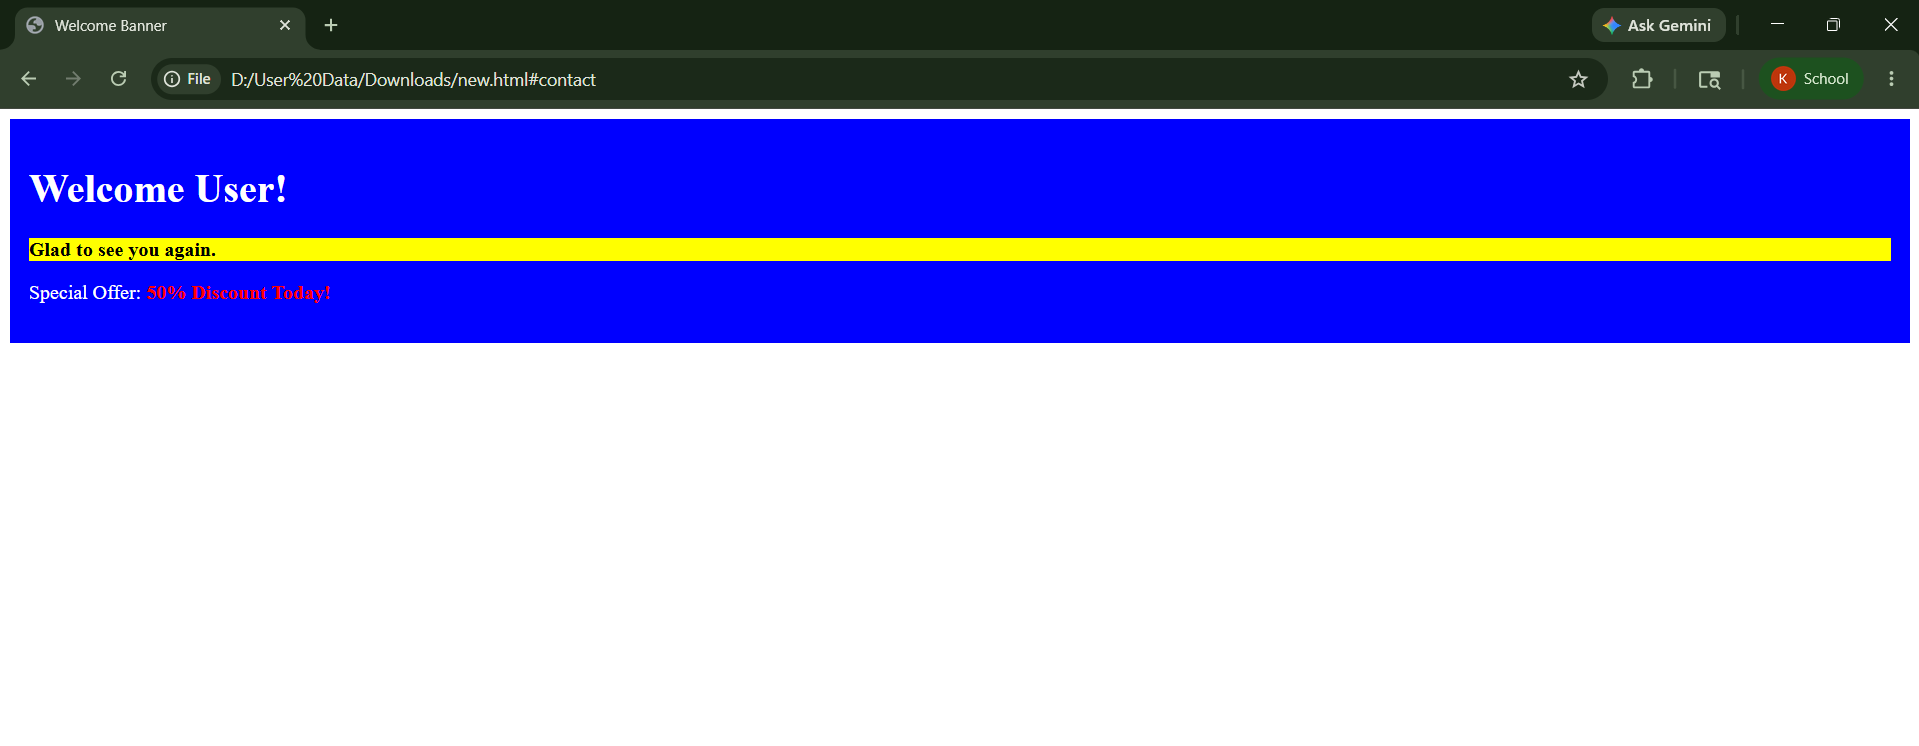 Welcome Banner
Ask Gemini
File
D:/User%20Data/Downloads/new.html#contact
K
School
Welcome User!
Glad to see you again.
Special Offer: 50% Discount Today!